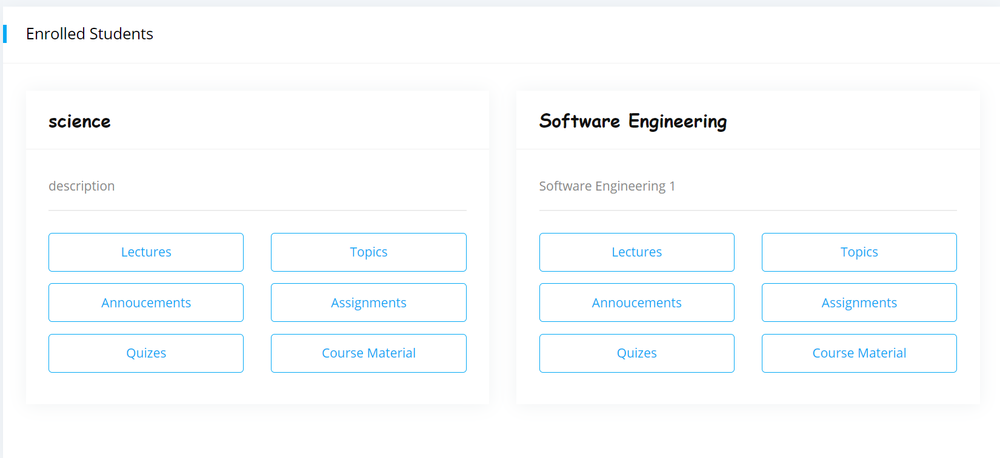 Enrolled Students
science
description
Lectures
Topics
Annoucements
Assignments
Quizes
Course Material
Software Engineering
Software Engineering 1
Lectures
Topics
Annoucements
Assignments
Quizes
Course Material